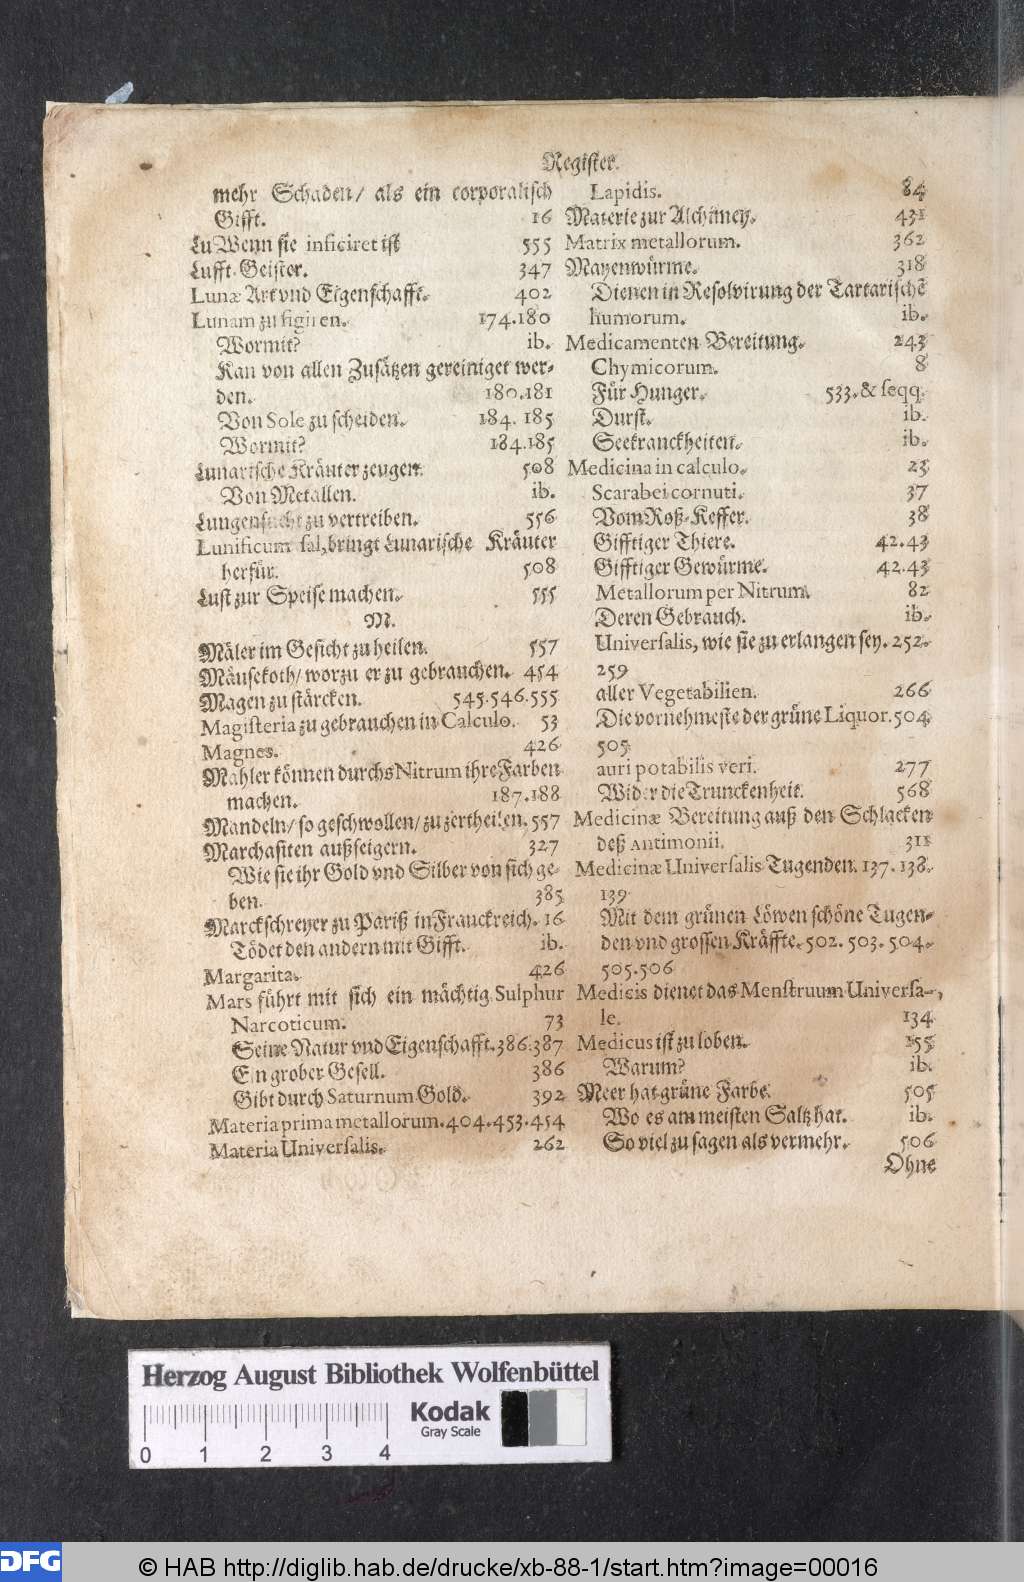 Register.
mehr Schaden / als ein corporalisch
Gifft. 16
Lu Wenn sie inficiret ist 555
Lufft-Geister. 347
Lunæ Art vnd Eigenschafft. 402
Lunam zu figiren. 174.180
Wormit? ib.
Kan von allen Zusätzen gereiniget wer-
den. 180.181
Von Sole zu scheiden. 184. 185
Wormit? 184.185
Lunarische Kräuter zeugen. 508
Von Metallen. ib.
Lungensucht zu vertreiben. 556
Lunificum sal, bringt Lunarische Kräuter
herfür. 508
Lust zur Speise machen. 555
M.
Mäler im Gesicht zu heilen. 557
Mäusekoth / worzu er zu gebrauchen. 454
Magen zu stärcken. 545.546.555
Magisteria zu gebrauchen in Calculo. 53
Magnes. 426
Mahler können durchs Nitrum ihre Farben
machen. 187.188
Mandeln / so geschwollen / zu zertheilen. 557
Marchasiten außseigern. 327
Wie sie ihr Gold vnd Silber von sich ge-
ben. 385
Marckschreyer zu Pariß in Franckreich. 16
Tödet den andern mit Gifft. ib.
Margarita. 426
Mars führt mit sich ein mächtig Sulphur
Narcoticum. 73
Seine Natur vnd Eigenschafft. 386.387
Ein grober Gesell. 386
Gibt durch Saturnum Gold. 392
Materia prima metallorum. 404.453.454
Materia Universalis. 262
Lapidis. 84
Materie zur Alchimey. 431
Matrix metallorum. 362
Mayenwürme. 318
Dienen in Resolvirung der Tartarischē
humorum. ib.
Medicamenten Bereitung. 243
Chymicorum. 8
Für Hunger. 533. & seqq.
Durst. ib.
Seekranckheiten. ib.
Medicina in calculo. 23
Scarabei cornuti. 37
Vom Roß-Keffer. 38
Gifftiger Thiere. 42.43
Gifftiger Gewürme. 42.43
Metallorum per Nitrum. 82
Deren Gebrauch. ib.
Universalis, wie sie zu erlangen sey. 252.
259
aller Vegetabilien. 266
Die vornehmeste der grüne Liquor. 504
505
auri potabilis veri. 277
Wider die Trunckenheit. 568
Medicinæ Bereitung auß den Schlacken
deß Antimonii. 311
Medicinæ Universalis Tugenden. 137. 138.
139
Mit dem grünen Löwen schöne Tugen-
den vnd grossen Kräffte. 502. 503. 504.
505.506
Medicis dienet das Menstruum Universa-
le. 134
Medicus ist zu loben. 155
Warum? ib.
Meer hat grüne Farbe. 505
Wo es am meisten Saltz hat. ib.
So viel zu sagen als vermehr. 506
Ohne
Herzog August Bibliothek Wolfenbüttel
Kodak
Gray Scale
0 1 2 3 4
DFG © HAB http://diglib.hab.de/drucke/xb-88-1/start.htm?image=00016